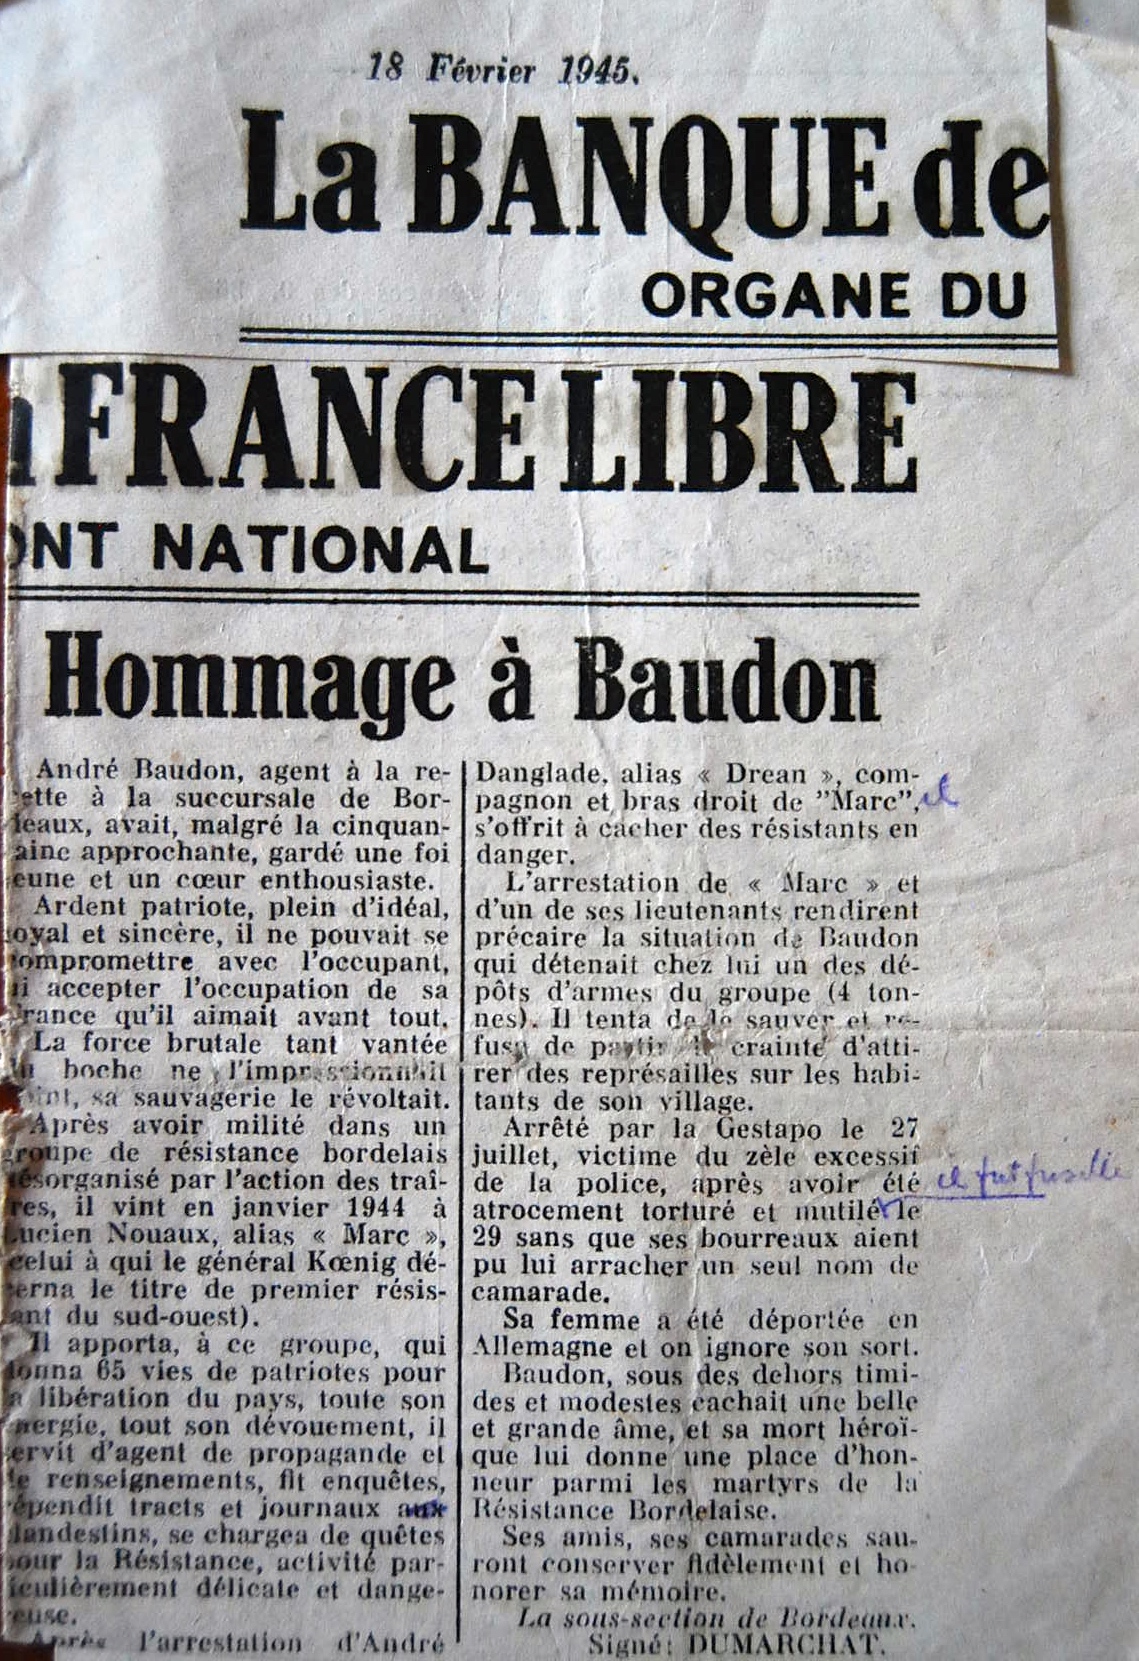 18 Février 1945.
La BANQUE de
ORGANE DU
FRANCE LIBRE
ONT NATIONAL
Hommage à Baudon
André Baudon, agent à la re-
ette à la succursale de Bor-
eaux, avait, malgré la cinquan-
aine approchante, gardé une foi
eune et un cœur enthousiaste.
Ardent patriote, plein d'idéal,
oyal et sincère, il ne pouvait se
ompromettre avec l'occupant,
i accepter l'occupation de sa
rance qu'il aimait avant tout.
La force brutale tant vantée
u boche ne l'impressionnait
oint, sa sauvagerie le révoltait.
Après avoir milité dans un
groupe de résistance bordelais
désorganisé par l'action des traî-
res, il vint en janvier 1944 à
Lucien Nouaux, alias « Marc »,
celui à qui le général Kœnig dé-
erna le titre de premier résis-
ant du sud-ouest).
Il apporta, à ce groupe, qui
donna 65 vies de patriotes pour
a libération du pays, toute son
nergie, tout son dévouement, il
ervit d'agent de propagande et
de renseignements, fit enquêtes,
épendit tracts et journaux aux
landestins, se chargea de quêtes
our la Résistance, activité par-
iculièrement délicate et dange-
euse.
Après l'arrestation d'André
Danglade, alias « Drean », com-
pagnon et bras droit de "Marc", il
s'offrit à cacher des résistants en
danger.
L'arrestation de « Marc » et
d'un de ses lieutenants rendirent
précaire la situation de Baudon
qui détenait chez lui un des dé-
pôts d'armes du groupe (4 ton-
nes). Il tenta de le sauver et re-
fusa de partir de crainte d'atti-
rer des représailles sur les habi-
tants de son village.
Arrêté par la Gestapo le 27
juillet, victime du zèle excessif
de la police, après avoir été il fut fusillé
atrocement torturé et mutilé le
29 sans que ses bourreaux aient
pu lui arracher un seul nom de
camarade.
Sa femme a été déportée en
Allemagne et on ignore son sort.
Baudon, sous des dehors timi-
des et modestes cachait une belle
et grande âme, et sa mort héroï-
que lui donne une place d'hon-
neur parmi les martyrs de la
Résistance Bordelaise.
Ses amis, ses camarades sau-
ront conserver fidèlement et ho-
norer sa mémoire.
La sous-section de Bordeaux.
Signé: DUMARCHAT.